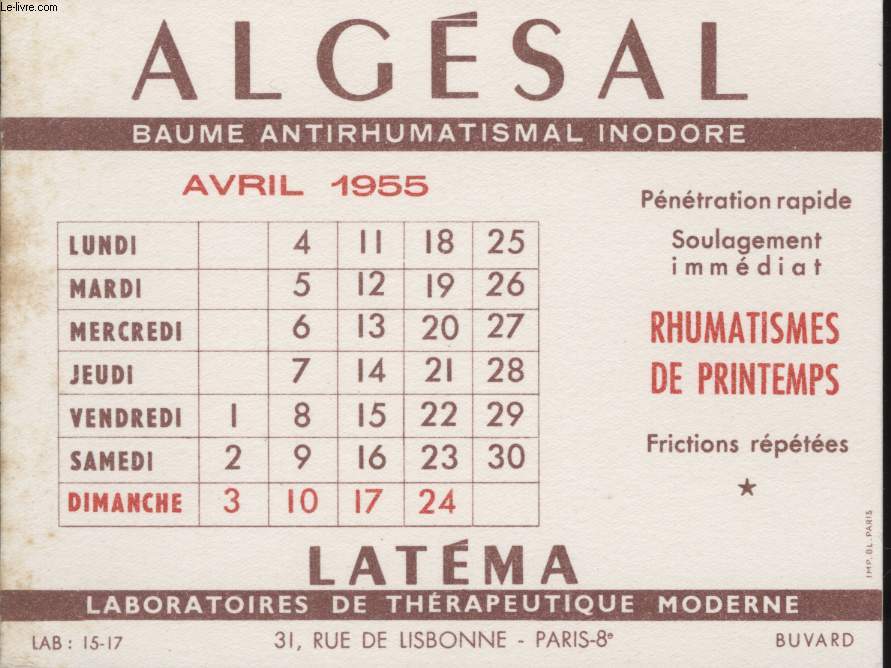 Le-livre.com
ALGÉSAL
BAUME ANTIRHUMATISMAL INODORE
AVRIL 1955
LUNDI 4 11 18 25
MARDI 5 12 19 26
MERCREDI 6 13 20 27
JEUDI 7 14 21 28
VENDREDI 1 8 15 22 29
SAMEDI 2 9 16 23 30
DIMANCHE 3 10 17 24
Pénétration rapide
Soulagement
immédiat
RHUMATISMES
DE PRINTEMPS
Frictions répétées
IMP. BL. PARIS
LATÉMA
LABORATOIRES DE THÉRAPEUTIQUE MODERNE
LAB : 15-17 31, RUE DE LISBONNE - PARIS-8e BUVARD